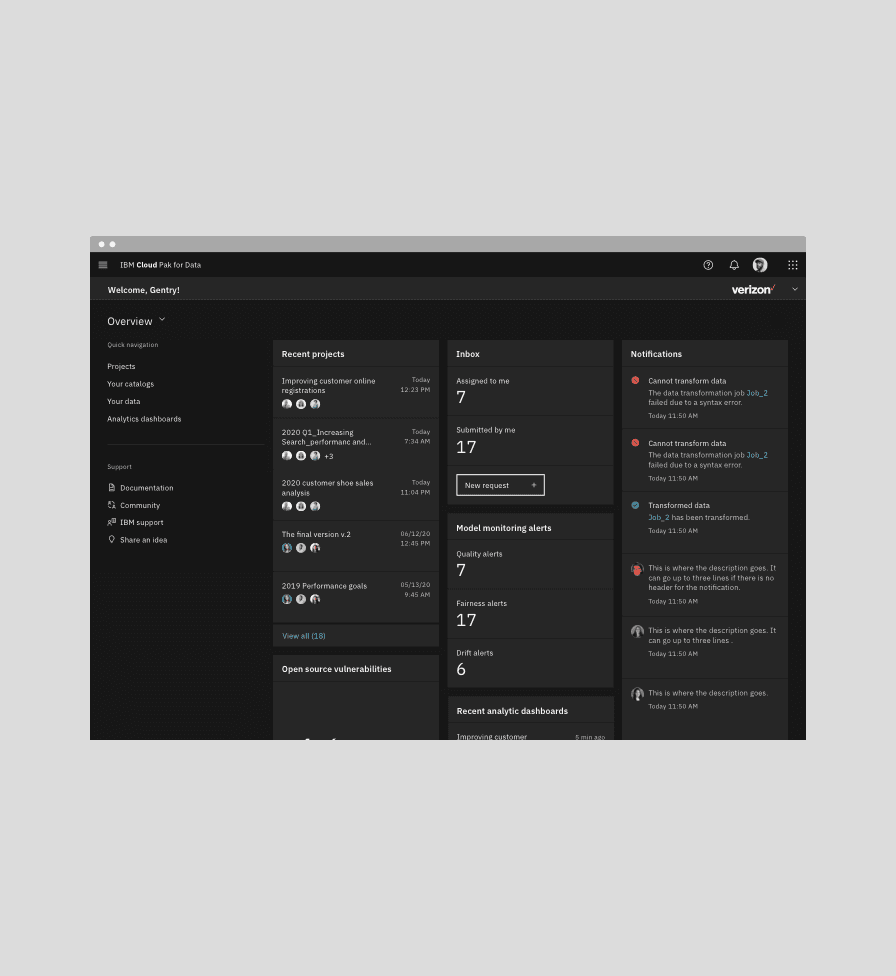 IBM Cloud Pak for Data
Welcome, Gentry!
verizon✓
Overview
Quick navigation
Projects
Your catalogs
Your data
Analytics dashboards
Support
Documentation
Community
IBM support
Share an idea
Recent projects
Improving customer online
registrations
Today
12:23 PM
2020 Q1_Increasing
Search_performanc and...
Today
7:34 AM
+3
2020 customer shoe sales
analysis
Today
11:04 PM
The final version v.2
06/12/20
12:45 PM
2019 Performance goals
05/13/20
9:45 AM
View all (18)
Open source vulnerabilities
Inbox
Assigned to me
7
Submitted by me
17
New request +
Model monitoring alerts
Quality alerts
7
Fairness alerts
17
Drift alerts
6
Recent analytic dashboards
Improving customer
5 min ago
Notifications
Cannot transform data
The data transformation job Job_2
failed due to a syntax error.
Today 11:50 AM
Cannot transform data
The data transformation job Job_2
failed due to a syntax error.
Today 11:50 AM
Transformed data
Job_2 has been transformed.
Today 11:50 AM
This is where the description goes. It
can go up to three lines if there is no
header for the notification.
Today 11:50 AM
This is where the description goes. It
can go up to three lines .
Today 11:50 AM
This is where the description goes.
Today 11:50 AM